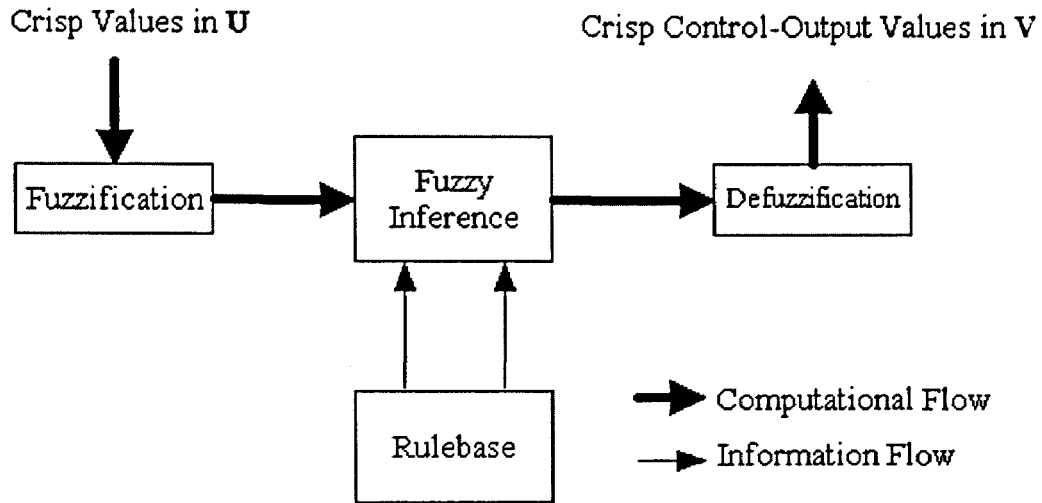 Crisp Values in U
Crisp Control-Output Values in V
Fuzzification
Fuzzy
Inference
Defuzzification
Rulebase
Computational Flow
Information Flow